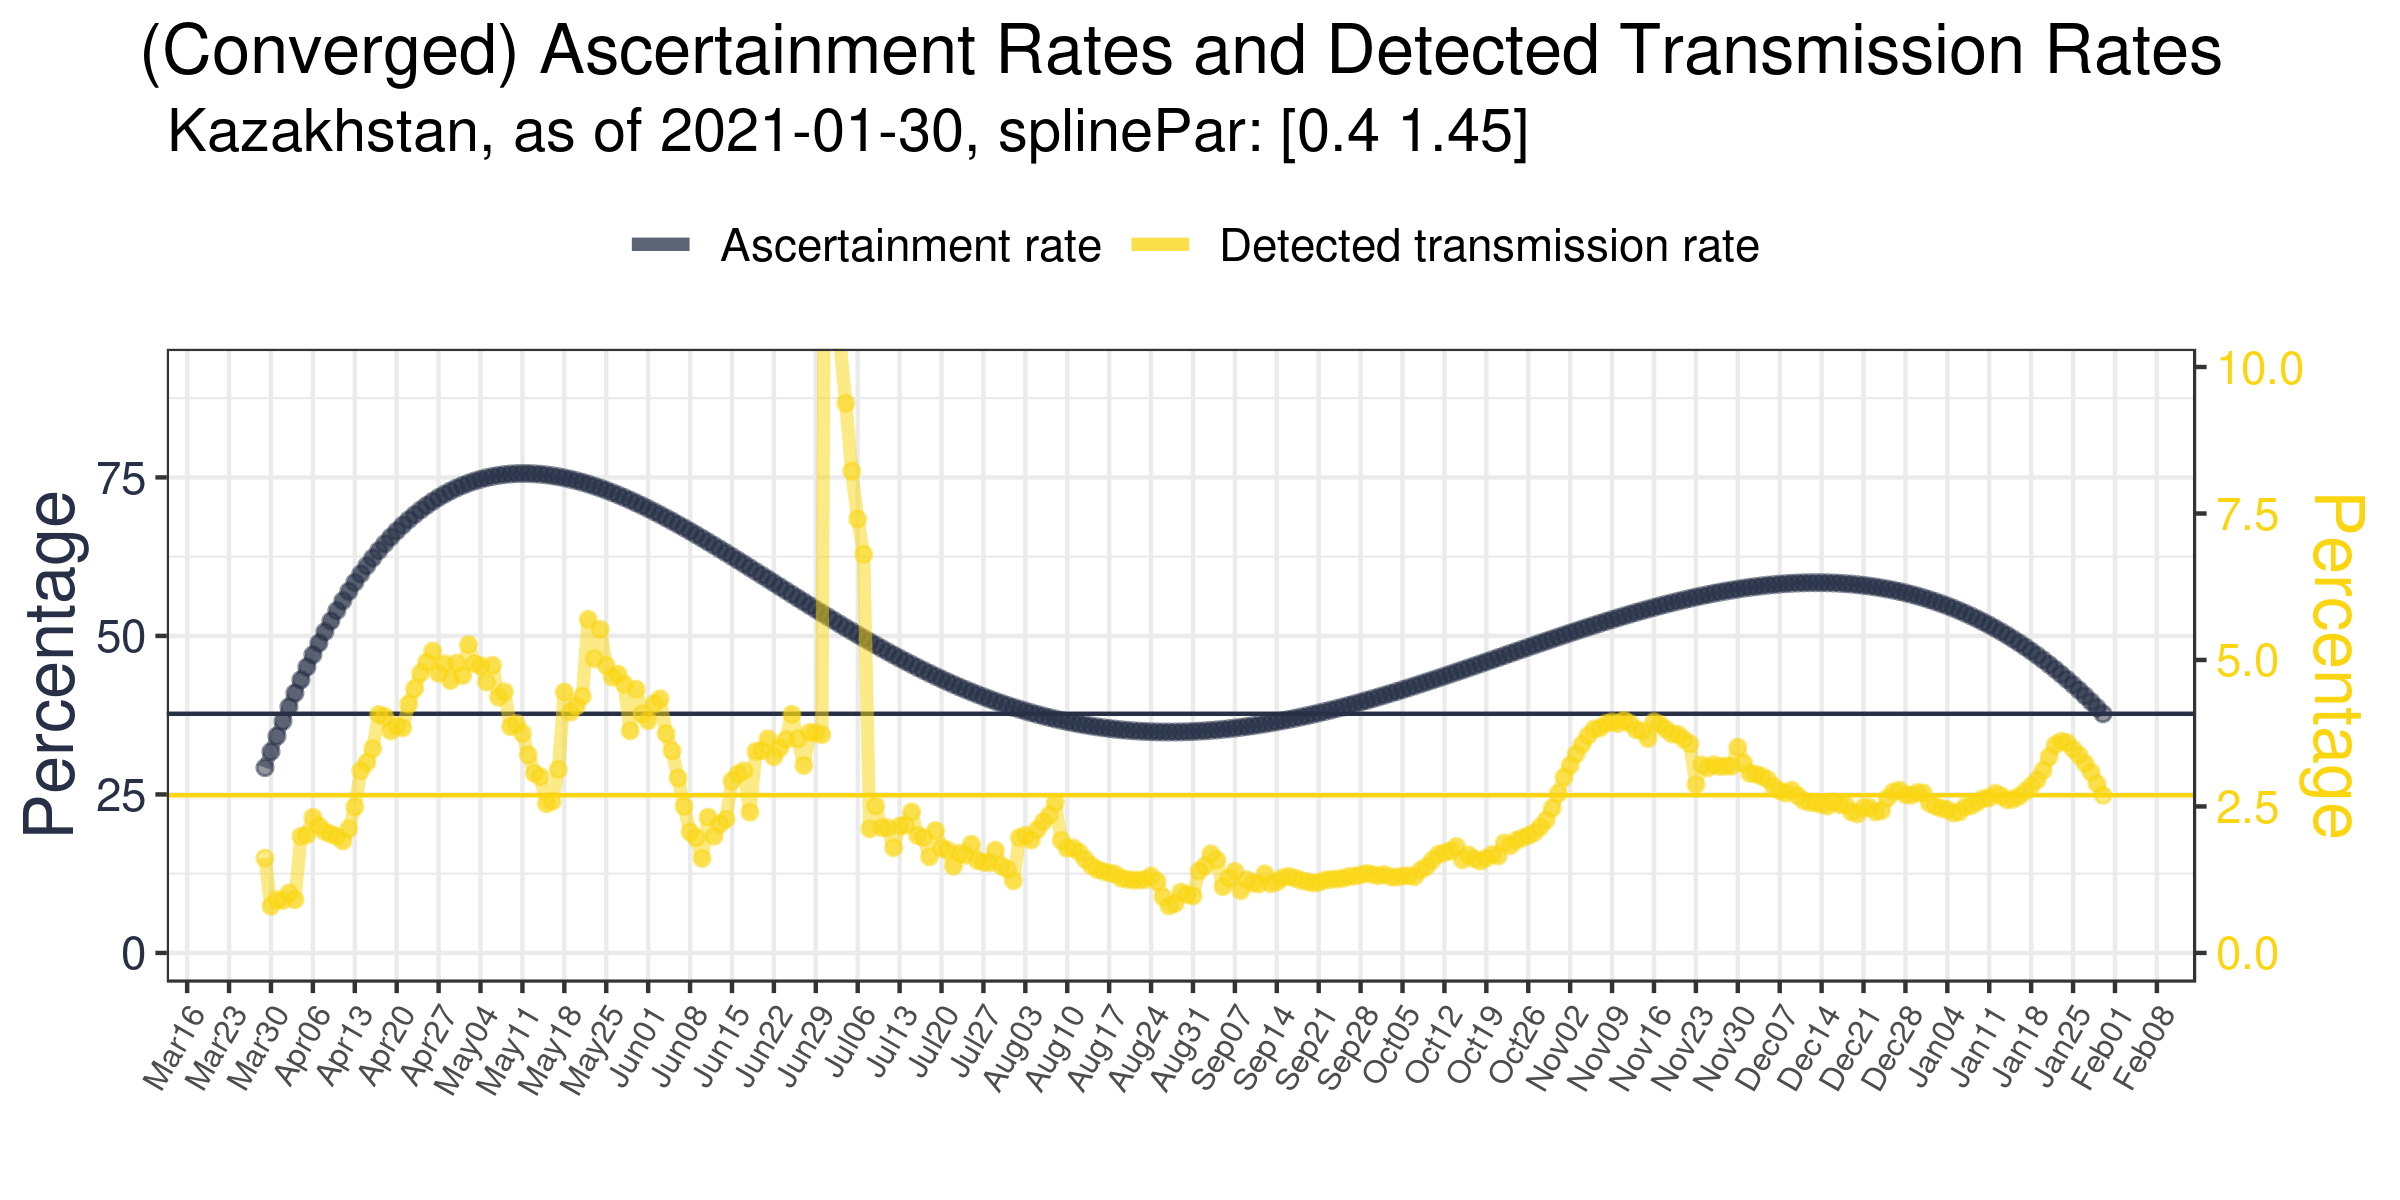 (Converged) Ascertainment Rates and Detected Transmission Rates
Kazakhstan, as of 2021-01-30, splinePar: [0.4 1.45]
Ascertainment rate
Detected transmission rate
Percentage
75
50
25
0
10.0
7.5
5.0
2.5
0.0
Percentage
Mar16
Mar23
Mar30
Apr06
Apr13
Apr20
Apr27
May04
May11
May18
May25
Jun01
Jun08
Jun15
Jun22
Jun29
Jul06
Jul13
Jul20
Jul27
Aug03
Aug10
Aug17
Aug24
Aug31
Sep07
Sep14
Sep21
Sep28
Oct05
Oct12
Oct19
Oct26
Nov02
Nov09
Nov16
Nov23
Nov30
Dec07
Dec14
Dec21
Dec28
Jan04
Jan11
Jan18
Jan25
Feb01
Feb08